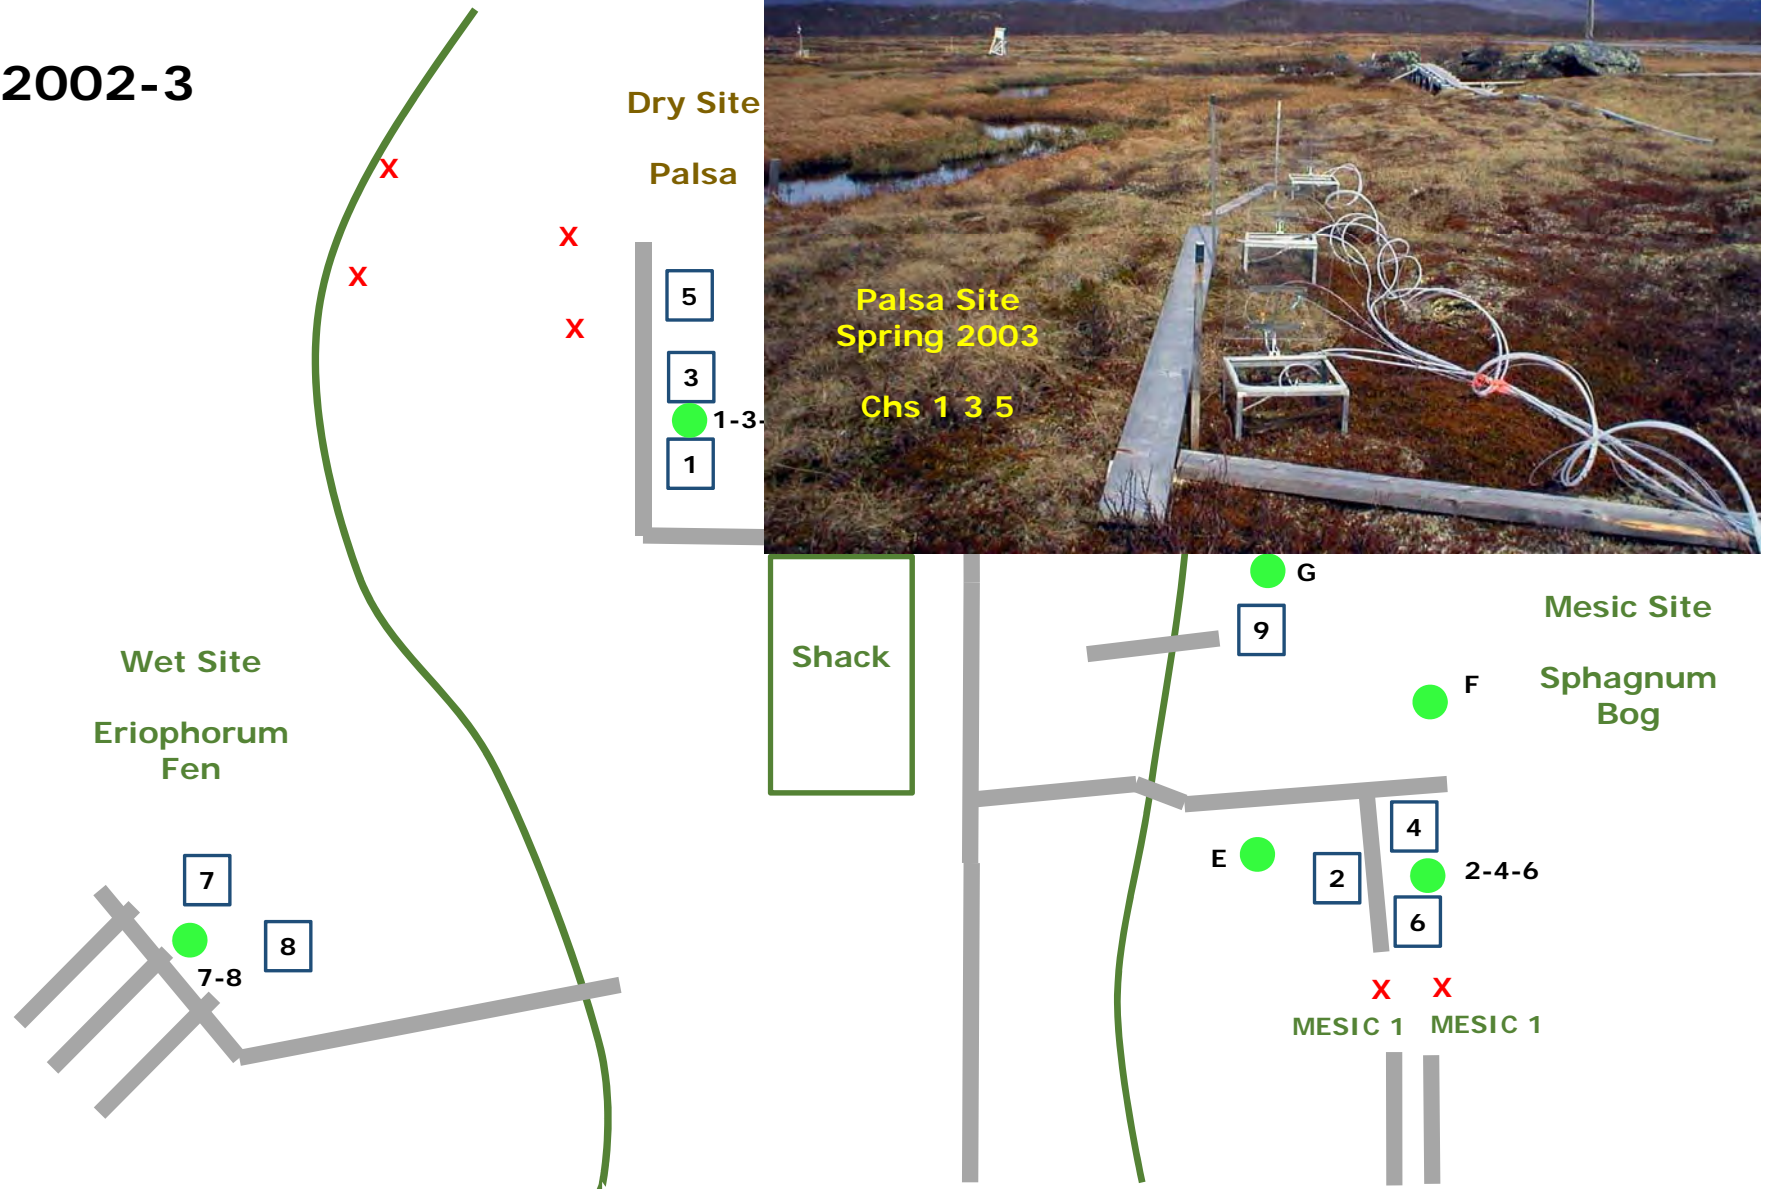 2002-3
Dry Site
Palsa
X
X
X
X
5
3
1-3-
1
Palsa Site
Spring 2003
Chs 1 3 5
Shack
G
9
Mesic Site
F
Sphagnum
Bog
Wet Site
Eriophorum
Fen
7
8
7-8
E
2
4
2-4-6
6
X
X
MESIC 1
MESIC 1